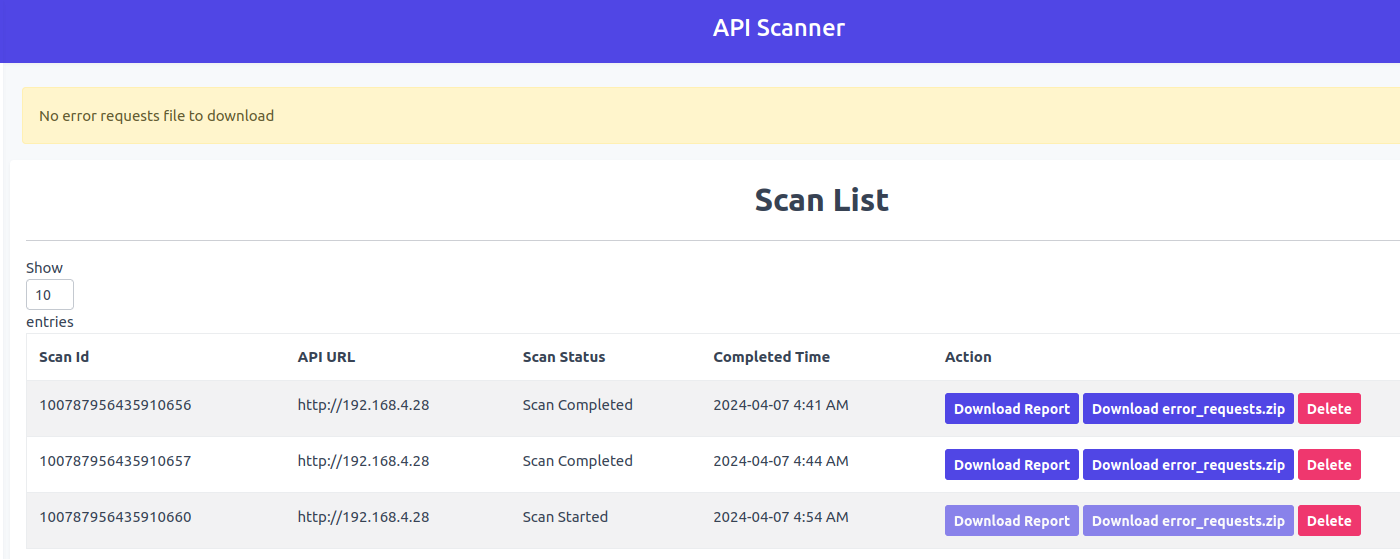 API Scanner
No error requests file to download
Scan List
Show
10
entries
Scan Id API URL Scan Status Completed Time Action
100787956435910656 http://192.168.4.28 Scan Completed 2024-04-07 4:41 AM Download Report Download error_requests.zip Delete
100787956435910657 http://192.168.4.28 Scan Completed 2024-04-07 4:44 AM Download Report Download error_requests.zip Delete
100787956435910660 http://192.168.4.28 Scan Started 2024-04-07 4:54 AM Download Report Download error_requests.zip Delete